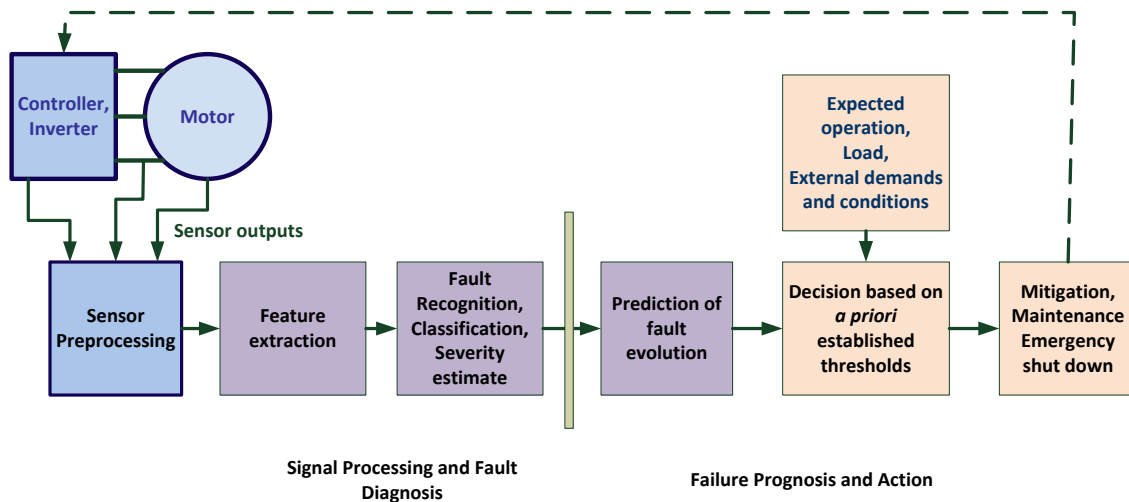 Controller,
Inverter
Motor
Expected
operation,
Load,
External demands
and conditions
Sensor outputs
Sensor
Preprocessing
Feature
extraction
Fault
Recognition,
Classification,
Severity
estimate
Prediction of
fault
evolution
Decision based on
a priori
established
thresholds
Mitigation,
Maintenance
Emergency
shut down
Signal Processing and Fault
Diagnosis
Failure Prognosis and Action